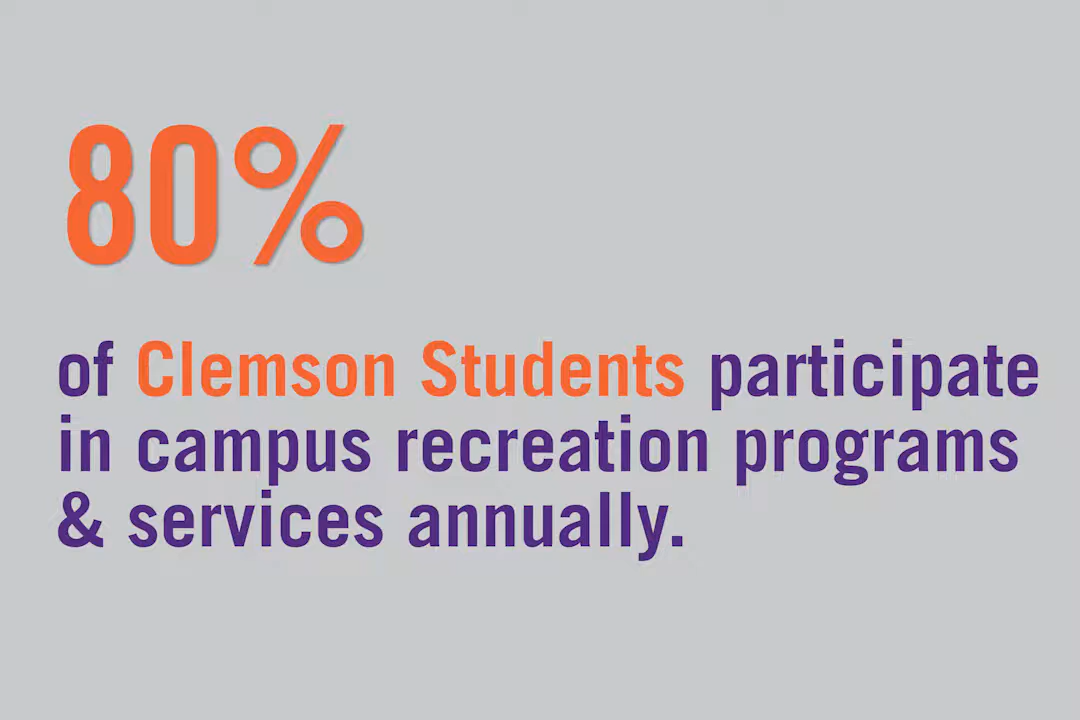 80%
of Clemson Students participate
in campus recreation programs
& services annually.